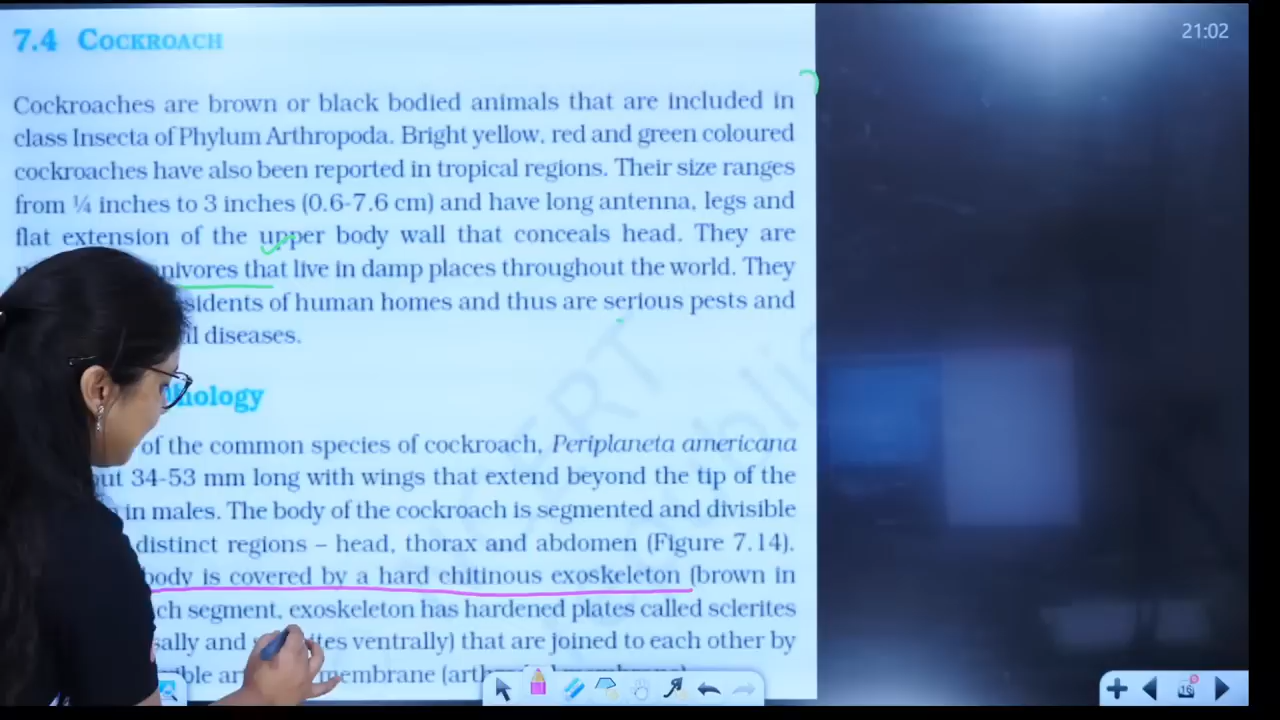 7.4 COCKROACH
21:02
Cockroaches are brown or black bodied animals that are included in
class Insecta of Phylum Arthropoda. Bright yellow, red and green coloured
cockroaches have also been reported in tropical regions. Their size ranges
from ¼ inches to 3 inches (0.6-7.6 cm) and have long antenna, legs and
flat extension of the upper body wall that conceals head. They are
nivores that live in damp places throughout the world. They
sidents of human homes and thus are serious pests and
al diseases.
hology
of the common species of cockroach, Periplaneta americana
out 34-53 mm long with wings that extend beyond the tip of the
in males. The body of the cockroach is segmented and divisible
distinct regions – head, thorax and abdomen (Figure 7.14).
body is covered by a hard chitinous exoskeleton (brown in
ch segment, exoskeleton has hardened plates called sclerites
sally and ites ventrally) that are joined to each other by
ible ar membrane (arth
16